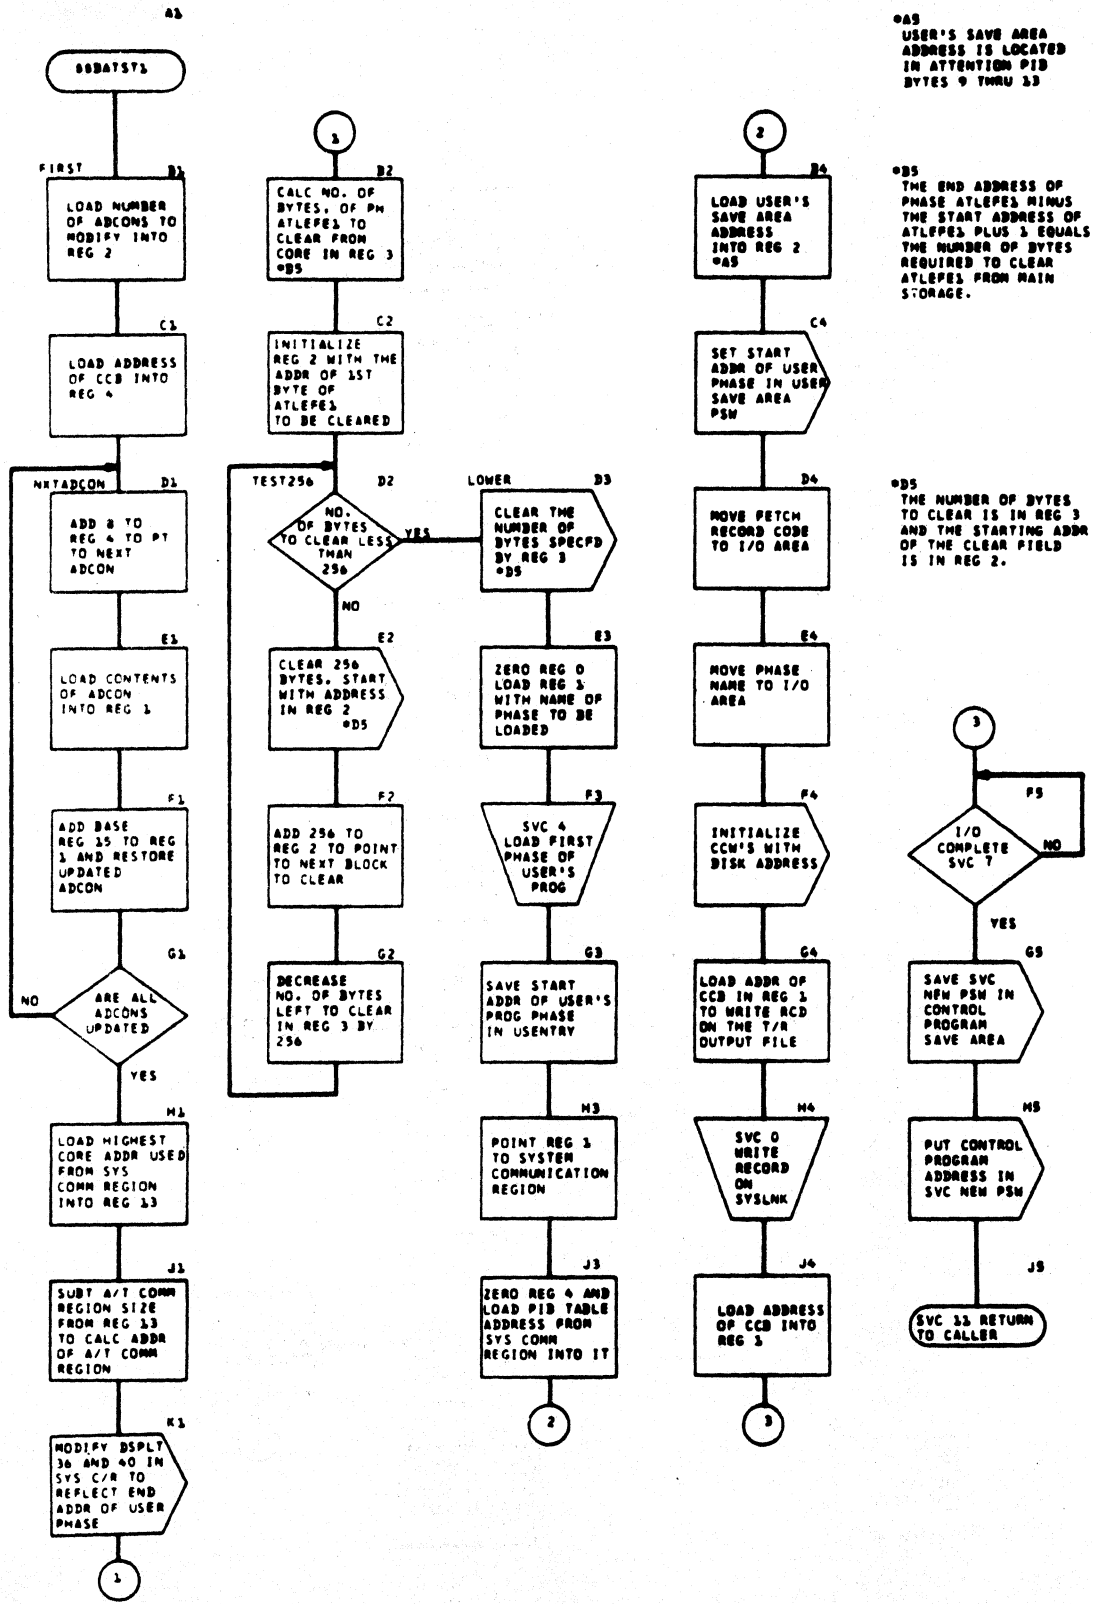 A1
$$BATST1
FIRST
B1
LOAD NUMBER
OF ADCONS TO
MODIFY INTO
REG 2
C1
LOAD ADDRESS
OF CCB INTO
REG 4
NXTADCON
D1
ADD 8 TO
REG 4 TO PT
TO NEXT
ADCON
E1
LOAD CONTENTS
OF ADCON
INTO REG 1
F1
ADD BASE
REG 15 TO REG
1 AND RESTORE
UPDATED
ADCON
G1
NO
ARE ALL
ADCONS
UPDATED
YES
H1
LOAD HIGHEST
CORE ADDR USED
FROM SYS
COMM REGION
INTO REG 13
J1
SUBT A/T COMM
REGION SIZE
FROM REG 13
TO CALC ADDR
OF A/T COMM
REGION
K1
MODIFY DSPLT
36 AND 40 IN
SYS C/R TO
REFLECT END
ADDR OF USER
PHASE
1
1
B2
CALC NO. OF
BYTES, OF PH
ATLEFE1 TO
CLEAR FROM
CORE IN REG 3
*B5
C2
INITIALIZE
REG 2 WITH THE
ADDR OF 1ST
BYTE OF
ATLEFE1
TO BE CLEARED
TEST256
D2
NO.
OF BYTES
TO CLEAR LESS
THAN
256
YES
NO
E2
CLEAR 256
BYTES, START
WITH ADDRESS
IN REG 2
*D5
F2
ADD 256 TO
REG 2 TO POINT
TO NEXT BLOCK
TO CLEAR
G2
DECREASE
NO. OF BYTES
LEFT TO CLEAR
IN REG 3 BY
256
LOWER
D3
CLEAR THE
NUMBER OF
BYTES SPECFD
BY REG 3
*D5
E3
ZERO REG 0
LOAD REG 1
WITH NAME OF
PHASE TO BE
LOADED
F3
SVC 4
LOAD FIRST
PHASE OF
USER'S
PROG
G3
SAVE START
ADDR OF USER'S
PROG PHASE
IN USENTRY
H3
POINT REG 1
TO SYSTEM
COMMUNICATION
REGION
J3
ZERO REG 4 AND
LOAD PIB TABLE
ADDRESS FROM
SYS COMM
REGION INTO IT
2
2
B4
LOAD USER'S
SAVE AREA
ADDRESS
INTO REG 2
*A5
C4
SET START
ADDR OF USER
PHASE IN USER
SAVE AREA
PSW
D4
MOVE FETCH
RECORD CODE
TO I/O AREA
E4
MOVE PHASE
NAME TO I/O
AREA
F4
INITIALIZE
CCW'S WITH
DISK ADDRESS
G4
LOAD ADDR OF
CCB IN REG 1
TO WRITE RCD
ON THE T/R
OUTPUT FILE
H4
SVC 0
WRITE
RECORD
ON
SYSLNK
J4
LOAD ADDRESS
OF CCB INTO
REG 1
3
*A5
USER'S SAVE AREA
ADDRESS IS LOCATED
IN ATTENTION PIB
BYTES 9 THRU 13
*B5
THE END ADDRESS OF
PHASE ATLEFE1 MINUS
THE START ADDRESS OF
ATLEFE1 PLUS 1 EQUALS
THE NUMBER OF BYTES
REQUIRED TO CLEAR
ATLEFE1 FROM MAIN
STORAGE.
*D5
THE NUMBER OF BYTES
TO CLEAR IS IN REG 3
AND THE STARTING ADDR
OF THE CLEAR FIELD
IS IN REG 2.
3
F5
I/O
COMPLETE
SVC 7
NO
YES
G5
SAVE SVC
NEW PSW IN
CONTROL
PROGRAM
SAVE AREA
H5
PUT CONTROL
PROGRAM
ADDRESS IN
SVC NEW PSW
J5
SVC 11 RETURN
TO CALLER